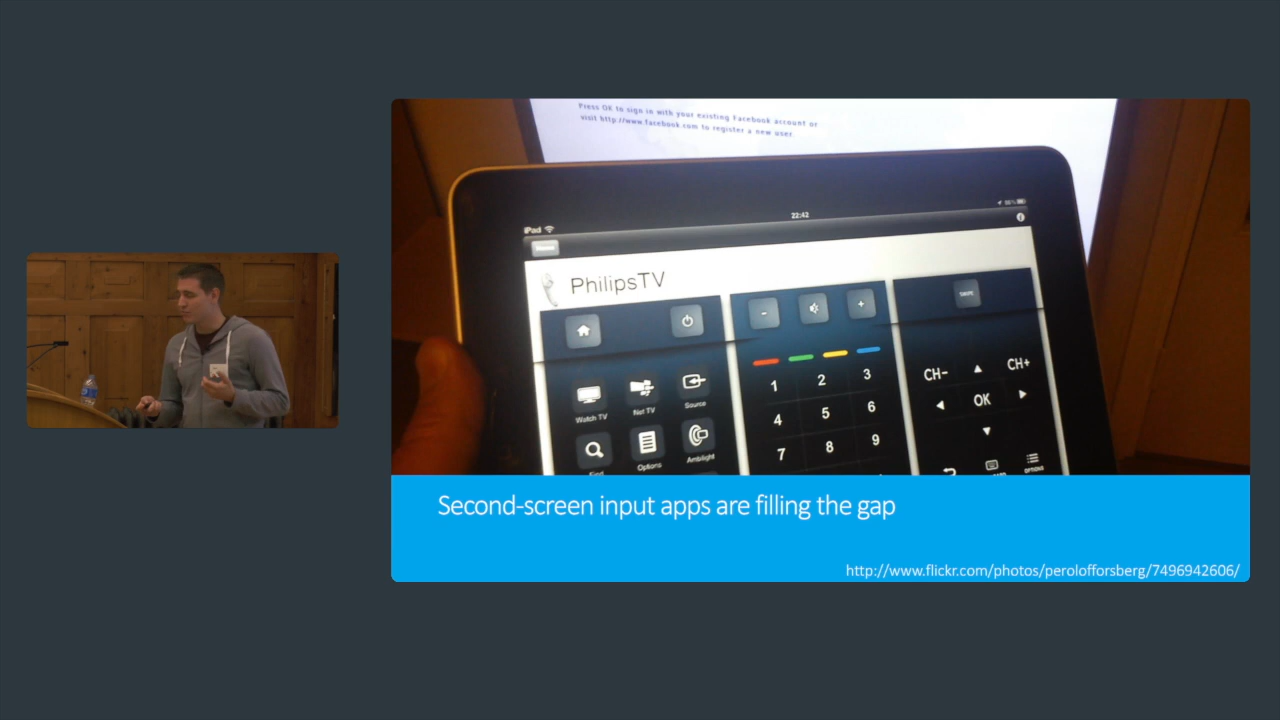 Press OK to sign in with your existing Facebook account or
visit http://www.facebook.com to register a new user.
iPad
22:42
PhilipsTV
-
+
Watch TV
Net TV
Source
Options
Ambilight
1 2 3
4 5 6
7 8 9
CH-
CH+
OK
OPTIONS
Second-screen input apps are filling the gap
http://www.flickr.com/photos/perolofforsberg/7496942606/